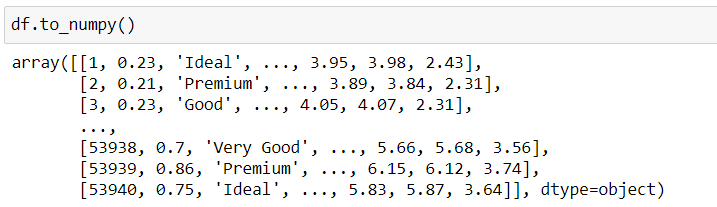 df.to_numpy()
array([[1, 0.23, 'Ideal', ..., 3.95, 3.98, 2.43],
[2, 0.21, 'Premium', ..., 3.89, 3.84, 2.31],
[3, 0.23, 'Good', ..., 4.05, 4.07, 2.31],
...,
[53938, 0.7, 'Very Good', ..., 5.66, 5.68, 3.56],
[53939, 0.86, 'Premium', ..., 6.15, 6.12, 3.74],
[53940, 0.75, 'Ideal', ..., 5.83, 5.87, 3.64]], dtype=object)